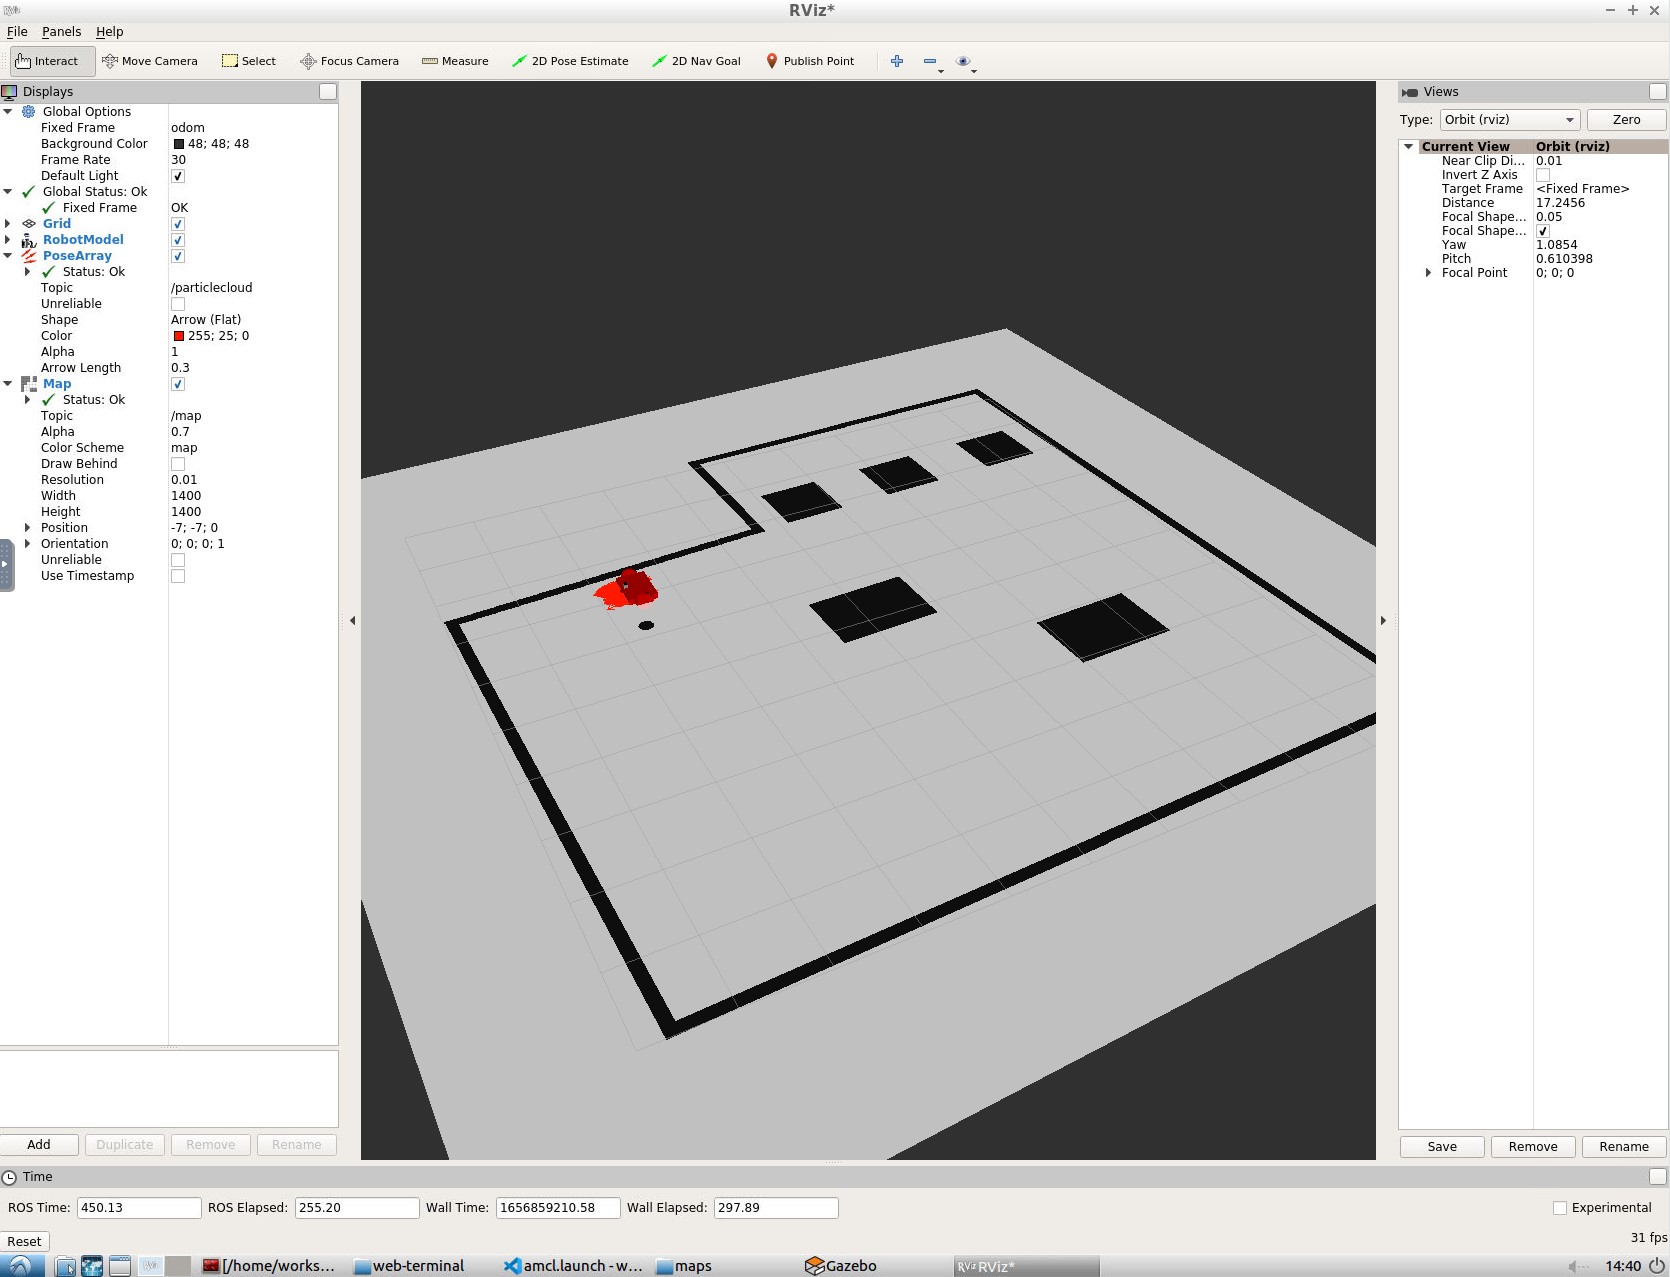 RViz*
File Panels Help
Interact Move Camera Select Focus Camera Measure 2D Pose Estimate 2D Nav Goal Publish Point
Displays
Global Options
Fixed Frame odom
Background Color 48; 48; 48
Frame Rate 30
Default Light
Global Status: Ok
Fixed Frame OK
Grid
RobotModel
PoseArray
Status: Ok
Topic /particlecloud
Unreliable
Shape Arrow (Flat)
Color 255; 25; 0
Alpha 1
Arrow Length 0.3
Map
Status: Ok
Topic /map
Alpha 0.7
Color Scheme map
Draw Behind
Resolution 0.01
Width 1400
Height 1400
Position -7; -7; 0
Orientation 0; 0; 0; 1
Unreliable
Use Timestamp
Add Duplicate Remove Rename
Views
Type: Orbit (rviz) Zero
Current View Orbit (rviz)
Near Clip Di... 0.01
Invert Z Axis
Target Frame <Fixed Frame>
Distance 17.2456
Focal Shape... 0.05
Focal Shape...
Yaw 1.0854
Pitch 0.610398
Focal Point 0; 0; 0
Save Remove Rename
Time
ROS Time: 450.13 ROS Elapsed: 255.20 Wall Time: 1656859210.58 Wall Elapsed: 297.89 Experimental
Reset 31 fps
[/home/works... web-terminal amcl.launch - w... maps Gazebo RViz* 14:40